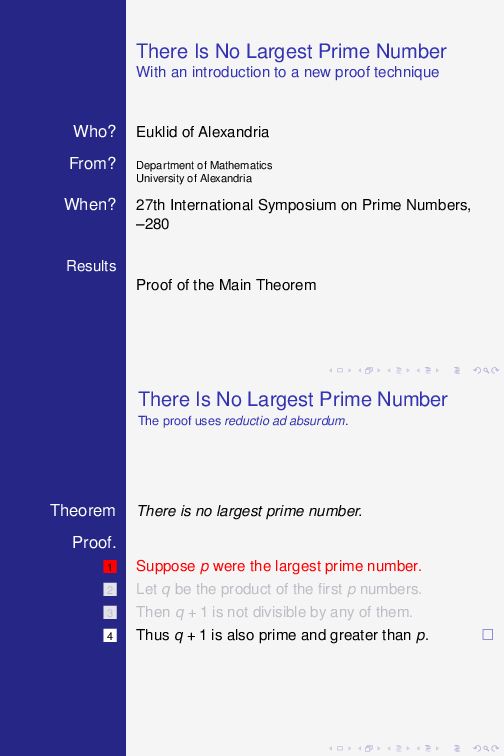 There Is No Largest Prime Number
With an introduction to a new proof technique
Who? Euklid of Alexandria
From? Department of Mathematics
University of Alexandria
When? 27th International Symposium on Prime Numbers,
–280
Results
Proof of the Main Theorem
There Is No Largest Prime Number
The proof uses reductio ad absurdum.
Theorem There is no largest prime number.
Proof.
1 Suppose p were the largest prime number.
2 Let q be the product of the first p numbers.
3 Then q + 1 is not divisible by any of them.
4 Thus q + 1 is also prime and greater than p. □